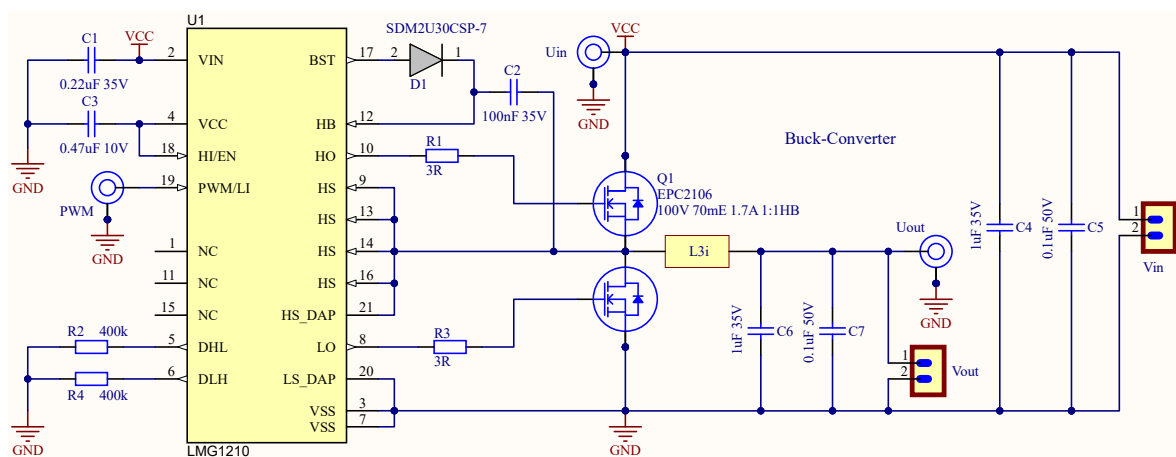 U1
SDM2U30CSP-7
C1
VCC
2
VIN
BST
17
2
1
D1
0.22uF 35V
C2
100nF 35V
C3
0.47uF 10V
4
VCC
HB
12
18
HI/EN
HO
10
R1
3R
GND
19
PWM/LI
HS
9
PWM
GND
HS
13
1
NC
HS
14
11
NC
HS
16
15
NC
HS_DAP
21
R2
400k
5
DHL
LO
8
R3
3R
R4
400k
6
DLH
LS_DAP
20
VSS
3
VSS
7
GND
LMG1210
Uin
VCC
GND
Buck-Converter
Q1
EPC2106
100V 70mE 1.7A 1:1HB
L3i
Uout
GND
1uF 35V
C4
0.1uF 50V
C5
1
2
Vin
1uF 35V
C6
0.1uF 50V
C7
1
2
Vout
GND